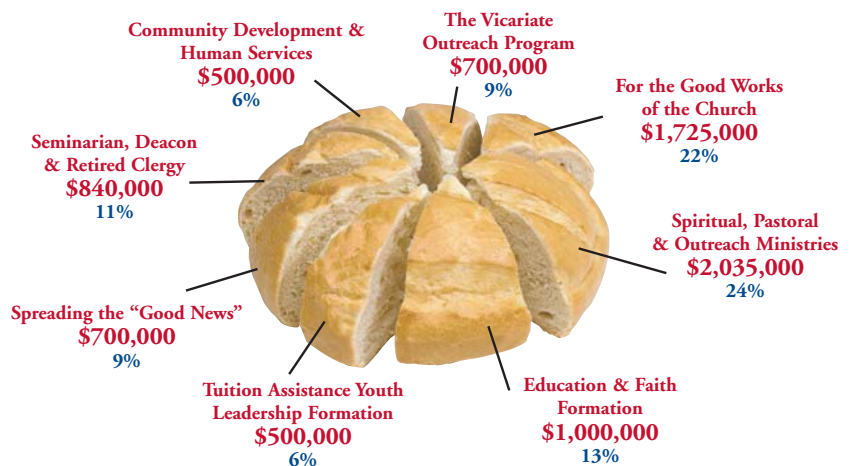 Community Development &
Human Services
$500,000
6%
The Vicariate
Outreach Program
$700,000
9%
For the Good Works
of the Church
$1,725,000
22%
Seminarian, Deacon
& Retired Clergy
$840,000
11%
Spiritual, Pastoral
& Outreach Ministries
$2,035,000
24%
Spreading the “Good News”
$700,000
9%
Tuition Assistance Youth
Leadership Formation
$500,000
6%
Education & Faith
Formation
$1,000,000
13%